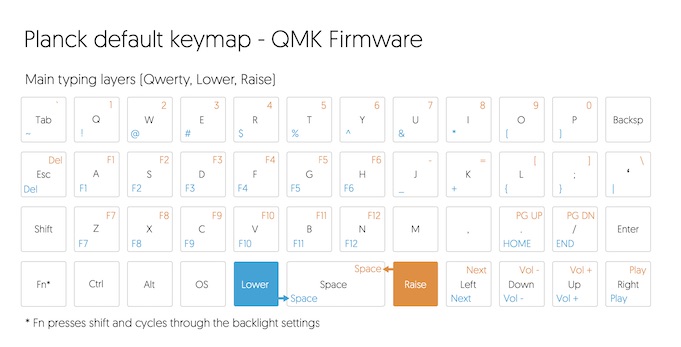 Planck default keymap - QMK Firmware
Main typing layers (Qwerty, Lower, Raise)
` 1 2 3 4 5 6 7 8 9 0
Tab Q W E R T Y U I O P Backsp
~ ! @ # $ % ^ & * ( )
Del F1 F2 F3 F4 F5 F6 - = [ ] \
Esc A S D F G H J K L ; '
Del F1 F2 F3 F4 F5 F6 _ + { } |
F7 F8 F9 F10 F11 F12 PG UP PG DN
Shift Z X C V B N M , . / Enter
F7 F8 F9 F10 F11 F12 HOME END
Space Next Vol - Vol + Play
Fn* Ctrl Alt OS Lower Space Raise Left Down Up Right
Space Next Vol - Vol + Play
* Fn presses shift and cycles through the backlight settings